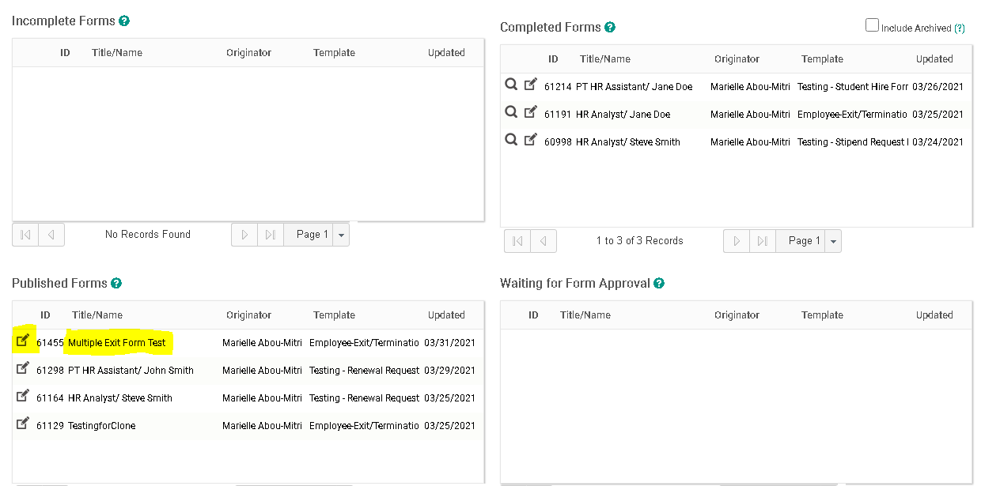 Incomplete Forms ?
ID Title/Name Originator Template Updated
No Records Found
Page 1
Completed Forms ?
Include Archived (?)
ID Title/Name Originator Template Updated
61214 PT HR Assistant/ Jane Doe Marielle Abou-Mitri Testing - Student Hire Forr 03/26/2021
61191 HR Analyst/ Jane Doe Marielle Abou-Mitri Employee-Exit/Terminatio 03/25/2021
60998 HR Analyst/ Steve Smith Marielle Abou-Mitri Testing - Stipend Request 03/24/2021
1 to 3 of 3 Records
Page 1
Published Forms ?
ID Title/Name Originator Template Updated
61455 Multiple Exit Form Test Marielle Abou-Mitri Employee-Exit/Terminatio 03/31/2021
61298 PT HR Assistant/ John Smith Marielle Abou-Mitri Testing - Renewal Request 03/29/2021
61164 HR Analyst/ Steve Smith Marielle Abou-Mitri Testing - Renewal Request 03/25/2021
61129 TestingforClone Marielle Abou-Mitri Employee-Exit/Terminatio 03/25/2021
Waiting for Form Approval ?
ID Title/Name Originator Template Updated